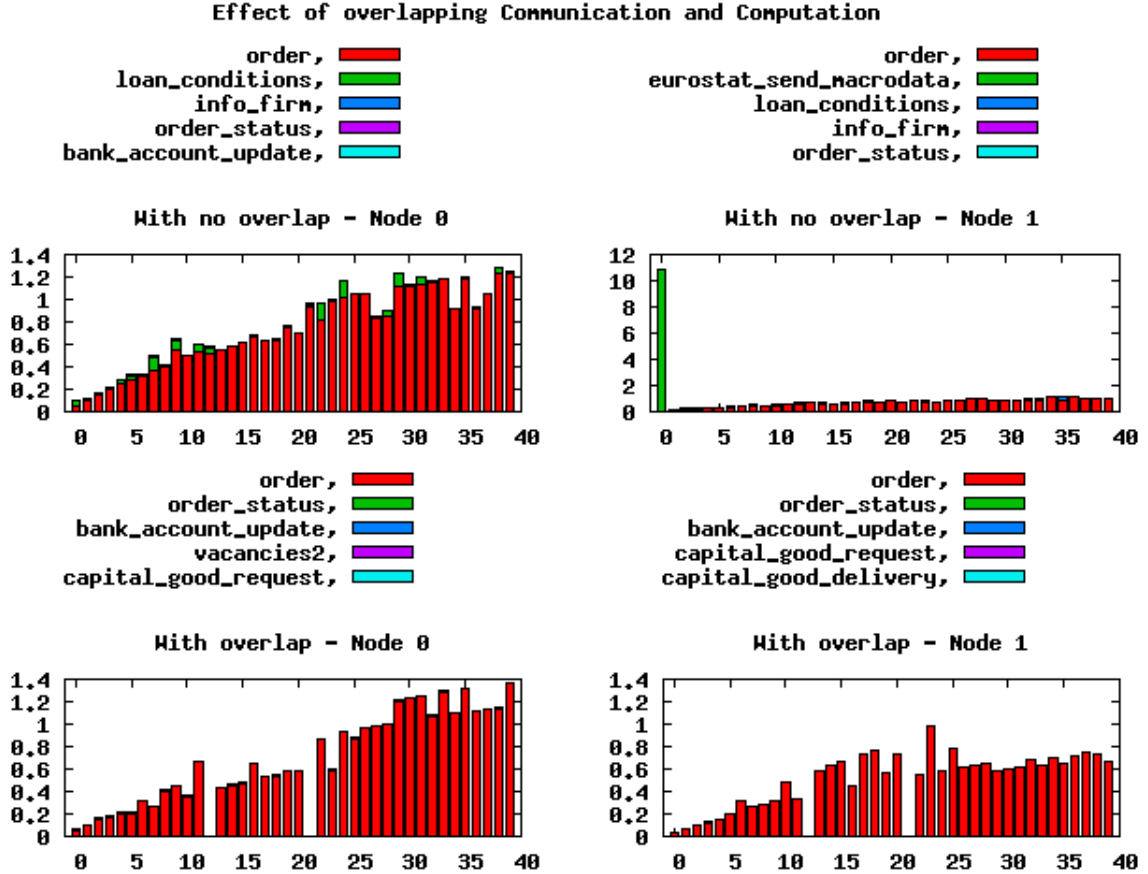 Effect of overlapping Communication and Computation
order,
loan_conditions,
info_firm,
order_status,
bank_account_update,
order,
eurostat_send_macrodata,
loan_conditions,
info_firm,
order_status,
With no overlap - Node 0
1.4
1.2
1
0.8
0.6
0.4
0.2
0
0 5 10 15 20 25 30 35 40
With no overlap - Node 1
12
10
8
6
4
2
0
0 5 10 15 20 25 30 35 40
order,
order_status,
bank_account_update,
vacancies2,
capital_good_request,
order,
order_status,
bank_account_update,
capital_good_request,
capital_good_delivery,
With overlap - Node 0
1.4
1.2
1
0.8
0.6
0.4
0.2
0
0 5 10 15 20 25 30 35 40
With overlap - Node 1
1.4
1.2
1
0.8
0.6
0.4
0.2
0
0 5 10 15 20 25 30 35 40